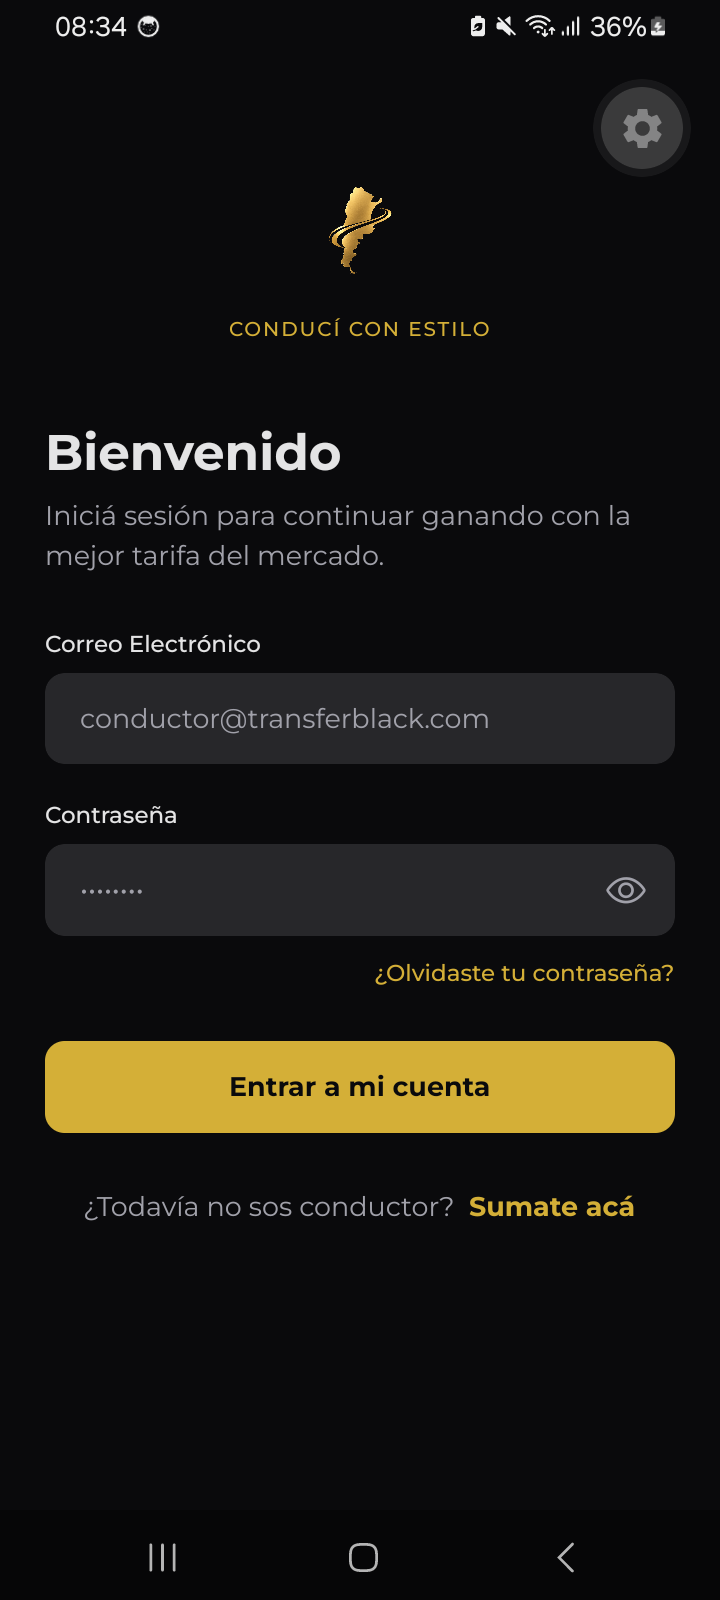 08:34
36%
CONDUCÍ CON ESTILO
Bienvenido
Iniciá sesión para continuar ganando con la
mejor tarifa del mercado.
Correo Electrónico
conductor@transferblack.com
Contraseña
••••••••
¿Olvidaste tu contraseña?
Entrar a mi cuenta
¿Todavía no sos conductor? Sumate acá